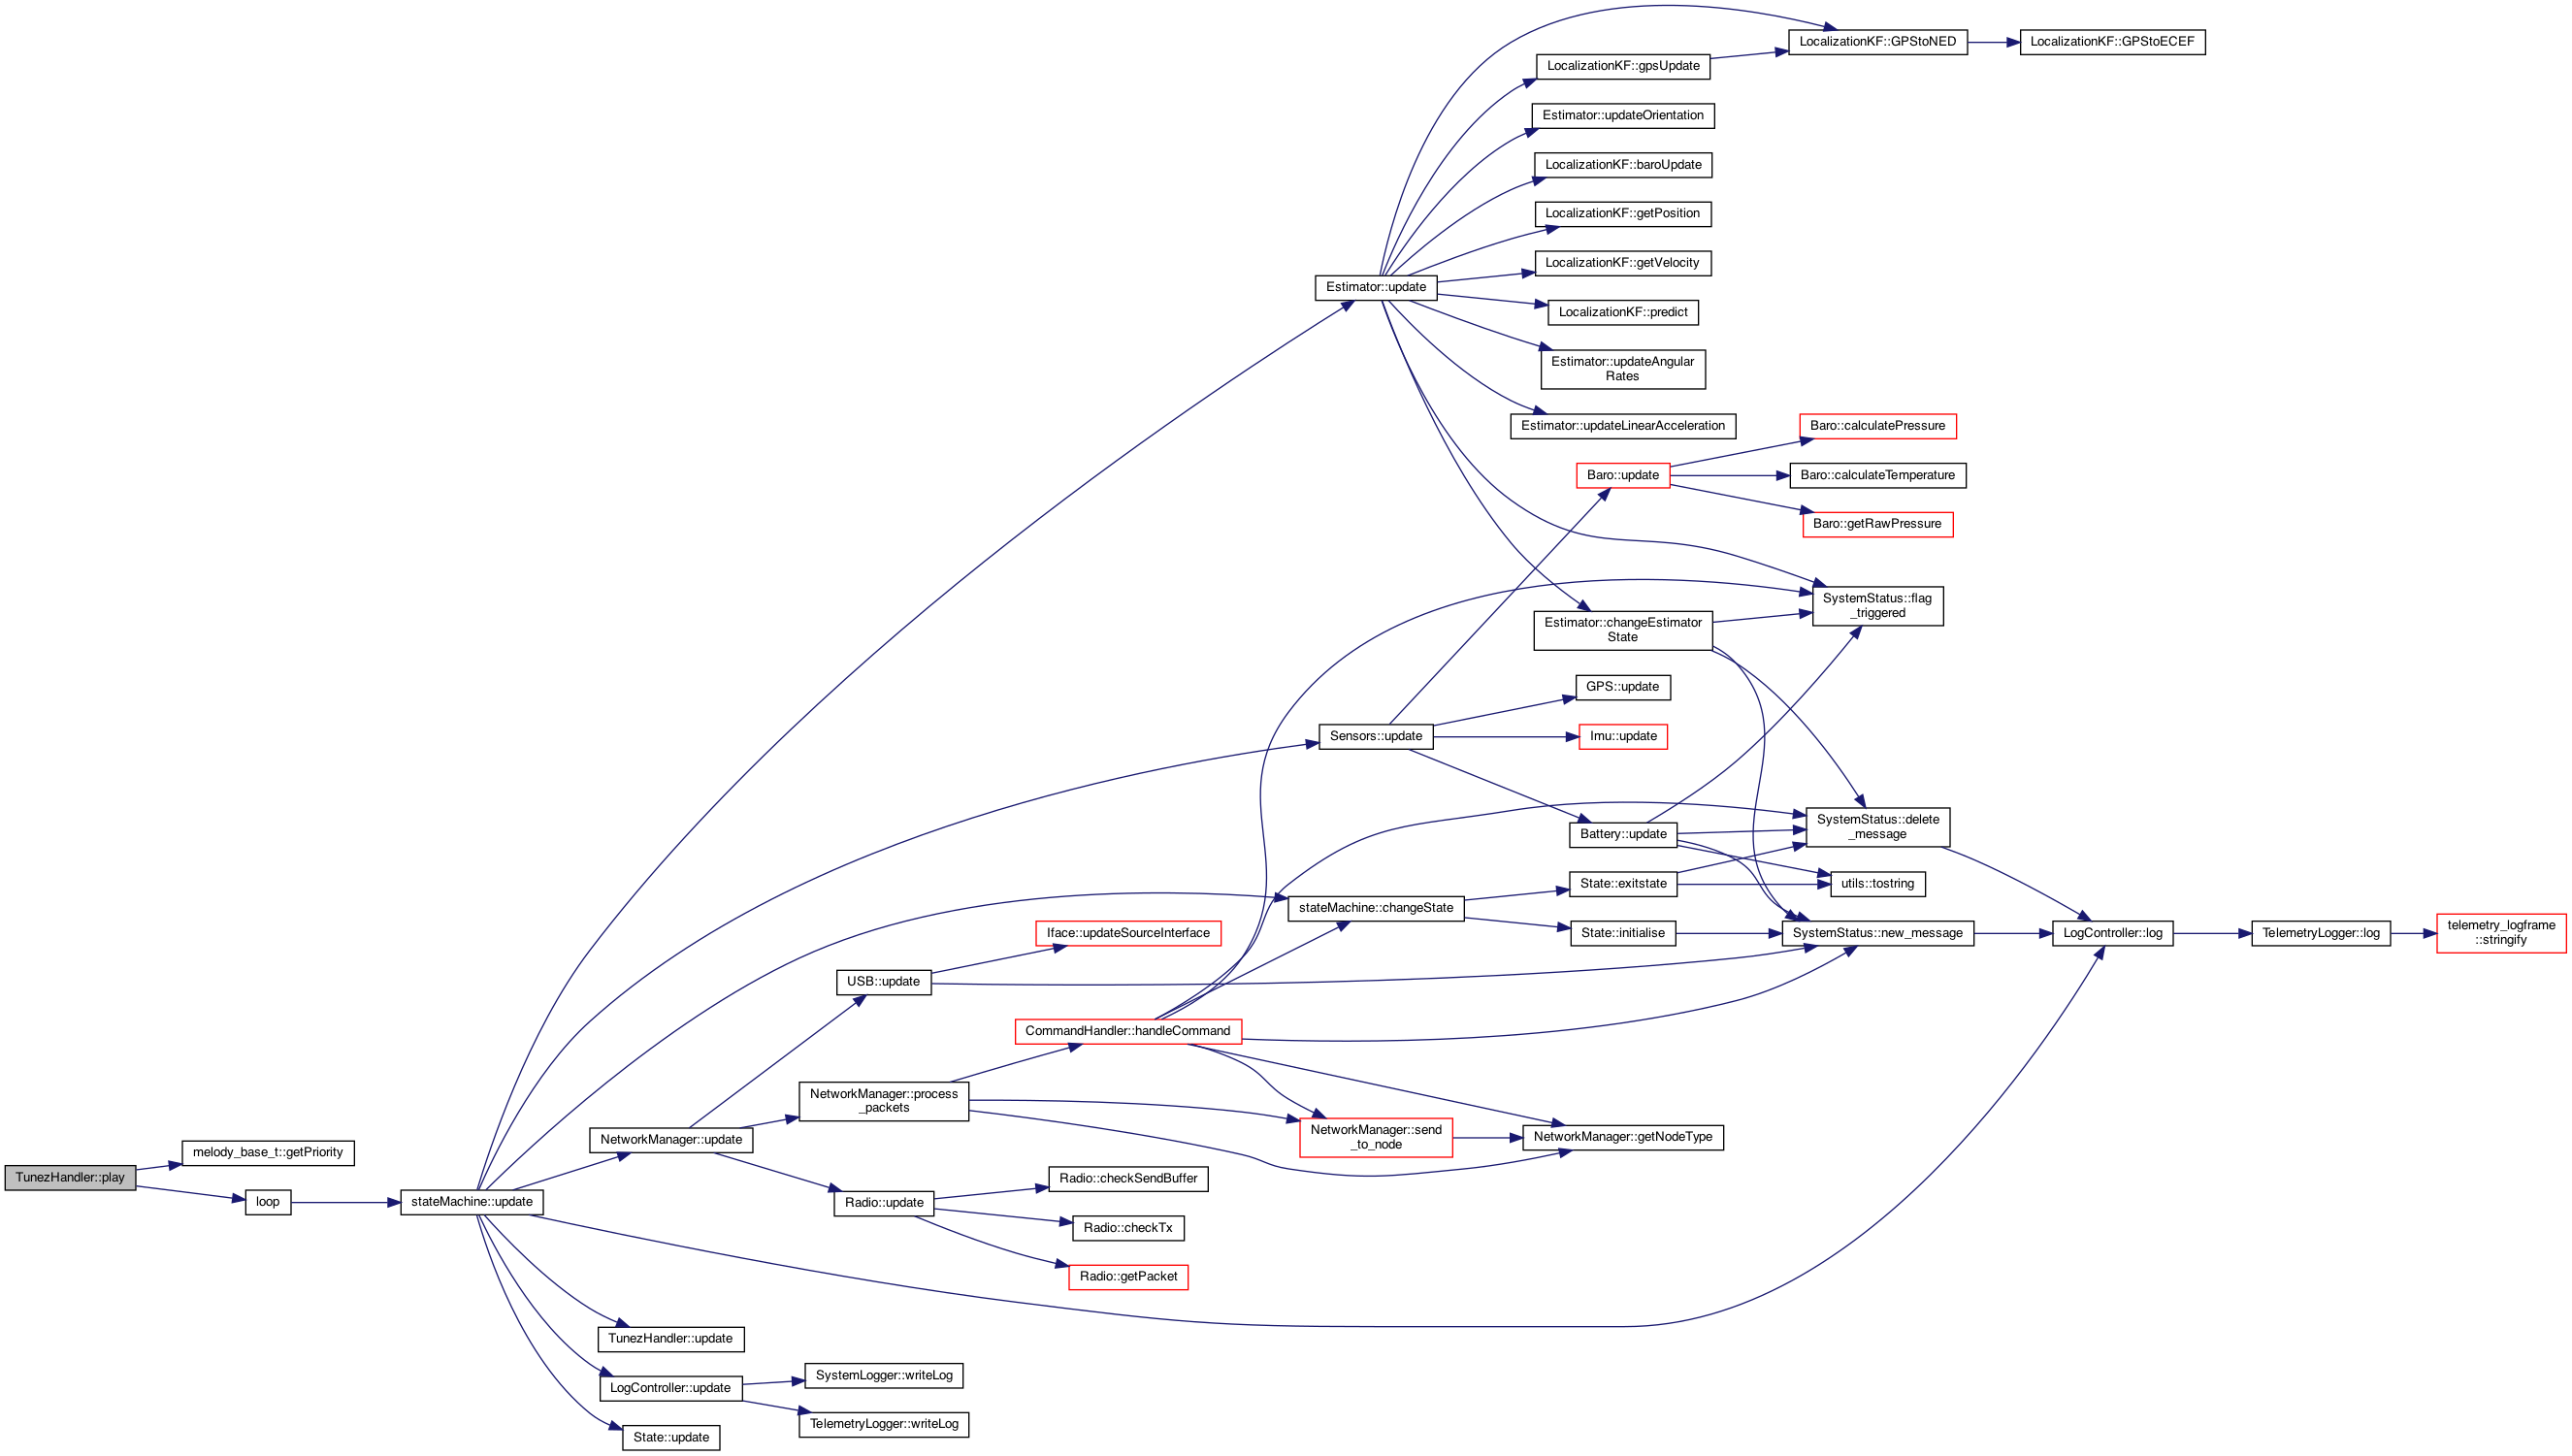 LocalizationKF::GPStoNED
LocalizationKF::GPStoECEF
LocalizationKF::gpsUpdate
Estimator::updateOrientation
LocalizationKF::baroUpdate
LocalizationKF::getPosition
LocalizationKF::getVelocity
Estimator::update
LocalizationKF::predict
Estimator::updateAngular
Rates
Estimator::updateLinearAcceleration
Baro::calculatePressure
Baro::update
Baro::calculateTemperature
Baro::getRawPressure
SystemStatus::flag
_triggered
Estimator::changeEstimator
State
GPS::update
Sensors::update
Imu::update
SystemStatus::delete
_message
Battery::update
State::exitstate
utils::tostring
stateMachine::changeState
State::initialise
SystemStatus::new_message
LogController::log
TelemetryLogger::log
telemetry_logframe
::stringify
Iface::updateSourceInterface
USB::update
CommandHandler::handleCommand
NetworkManager::process
_packets
NetworkManager::update
NetworkManager::send
_to_node
NetworkManager::getNodeType
melody_base_t::getPriority
TunezHandler::play
loop
stateMachine::update
Radio::checkSendBuffer
Radio::update
Radio::checkTx
Radio::getPacket
TunezHandler::update
SystemLogger::writeLog
LogController::update
TelemetryLogger::writeLog
State::update